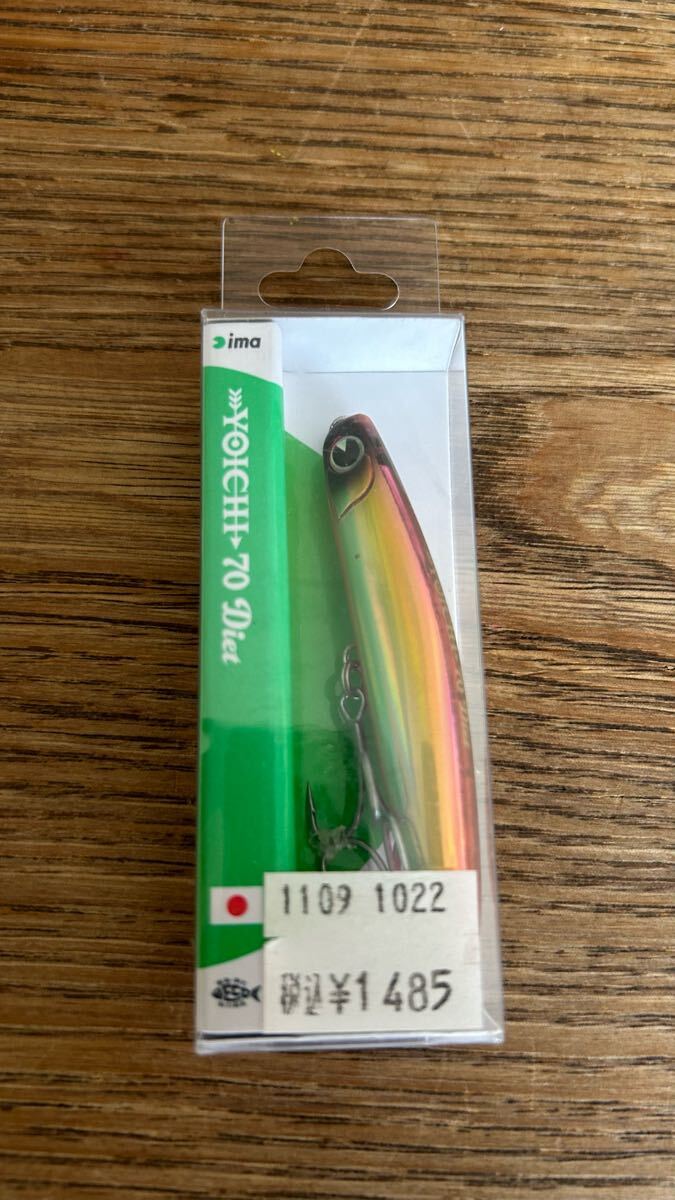 ima
YOICHI 70 Diet
1109 1022
税込¥1485